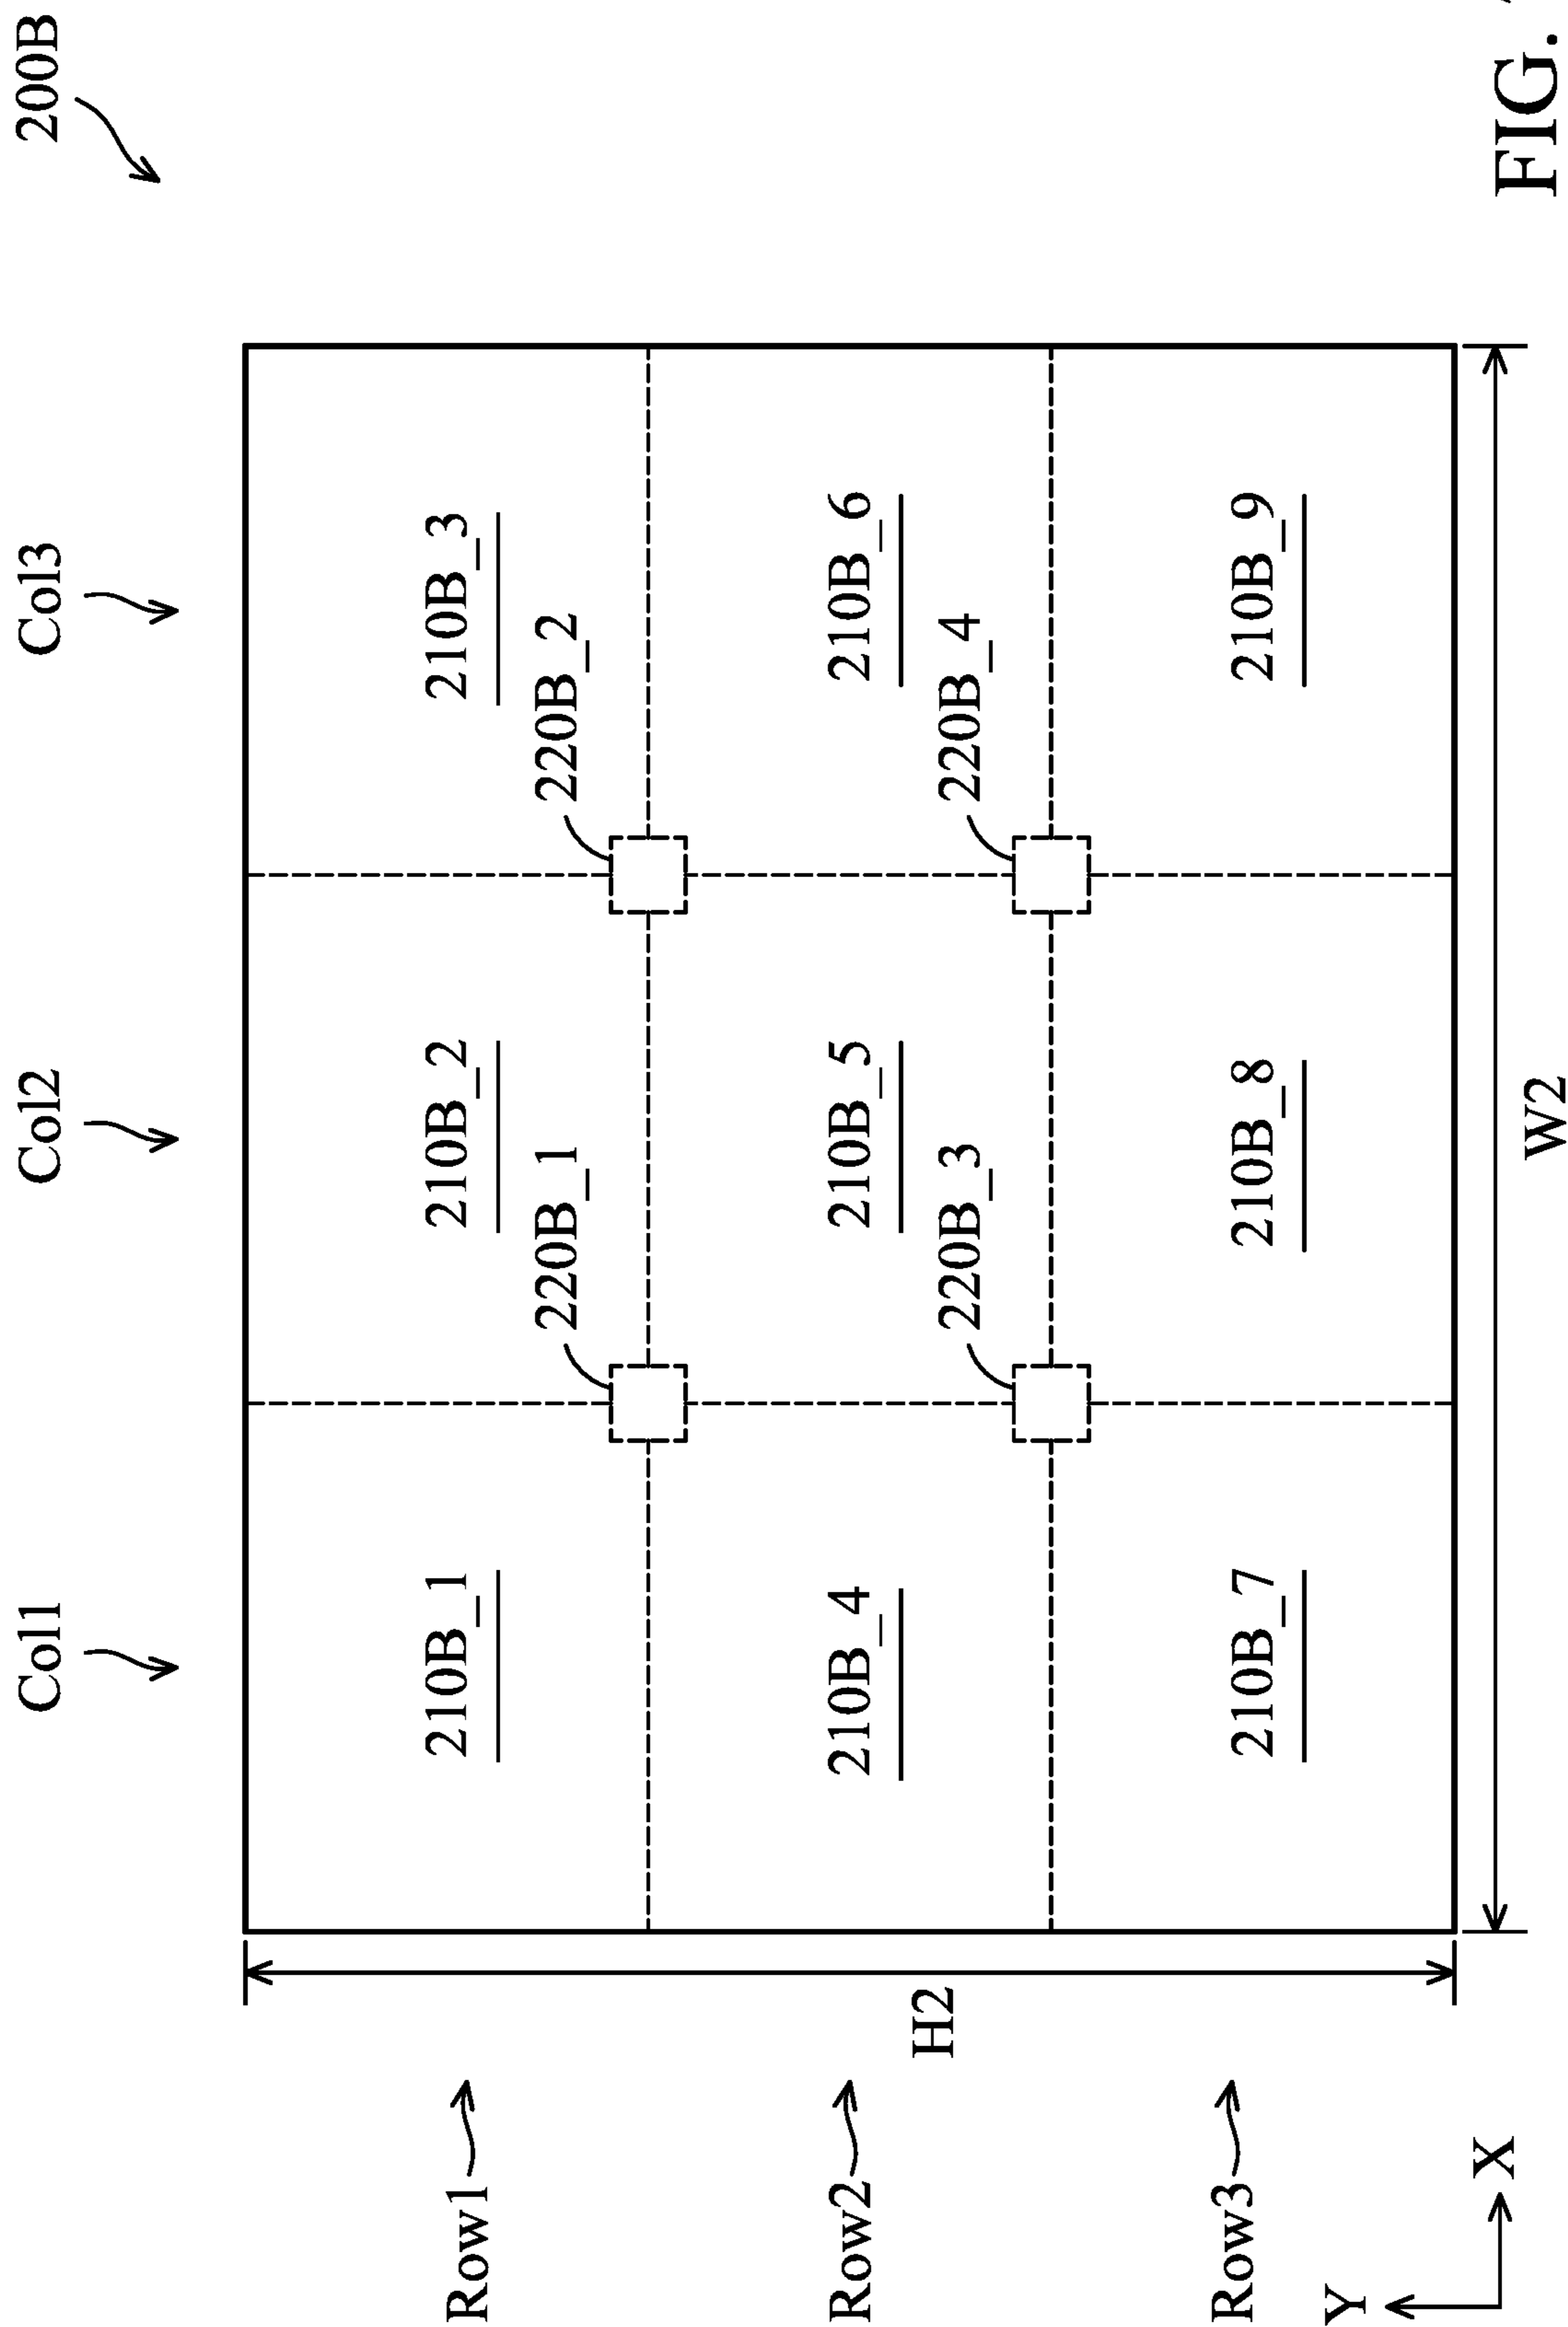 200B
Col1 Col2 Col3
Row1 210B_1 210B_2 210B_3
220B_1 220B_2
Row2 210B_4 210B_5 210B_6
H2
220B_3 220B_4
Row3 210B_7 210B_8 210B_9
Y
X
W2
FIG.